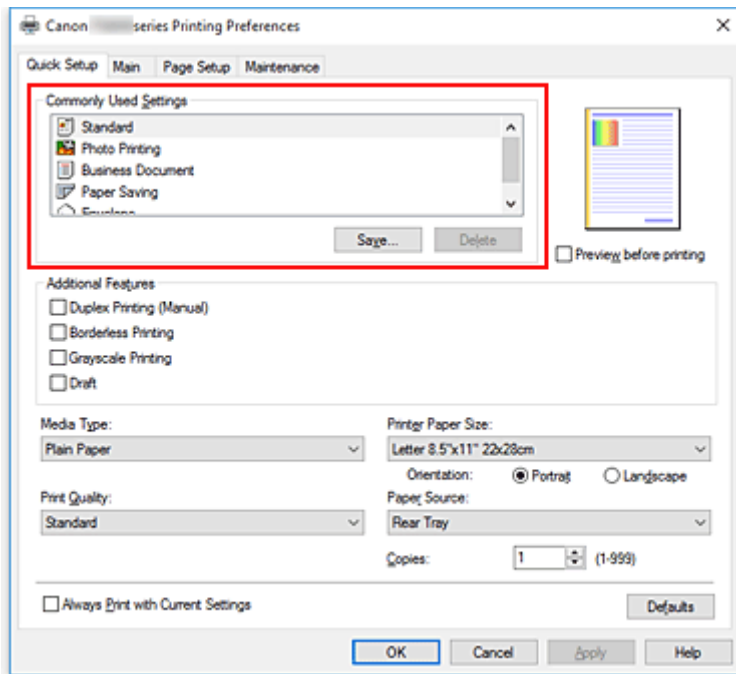 Canon series Printing Preferences
Quick Setup Main Page Setup Maintenance
Commonly Used Settings
Standard
Photo Printing
Business Document
Paper Saving
Envelope
Save... Delete
Preview before printing
Additional Features
Duplex Printing (Manual)
Borderless Printing
Grayscale Printing
Draft
Media Type: Printer Paper Size:
Plain Paper Letter 8.5"x11" 22x28cm
Orientation: Portrait Landscape
Print Quality: Paper Source:
Standard Rear Tray
Copies: 1 (1-999)
Always Print with Current Settings Defaults
OK Cancel Apply Help